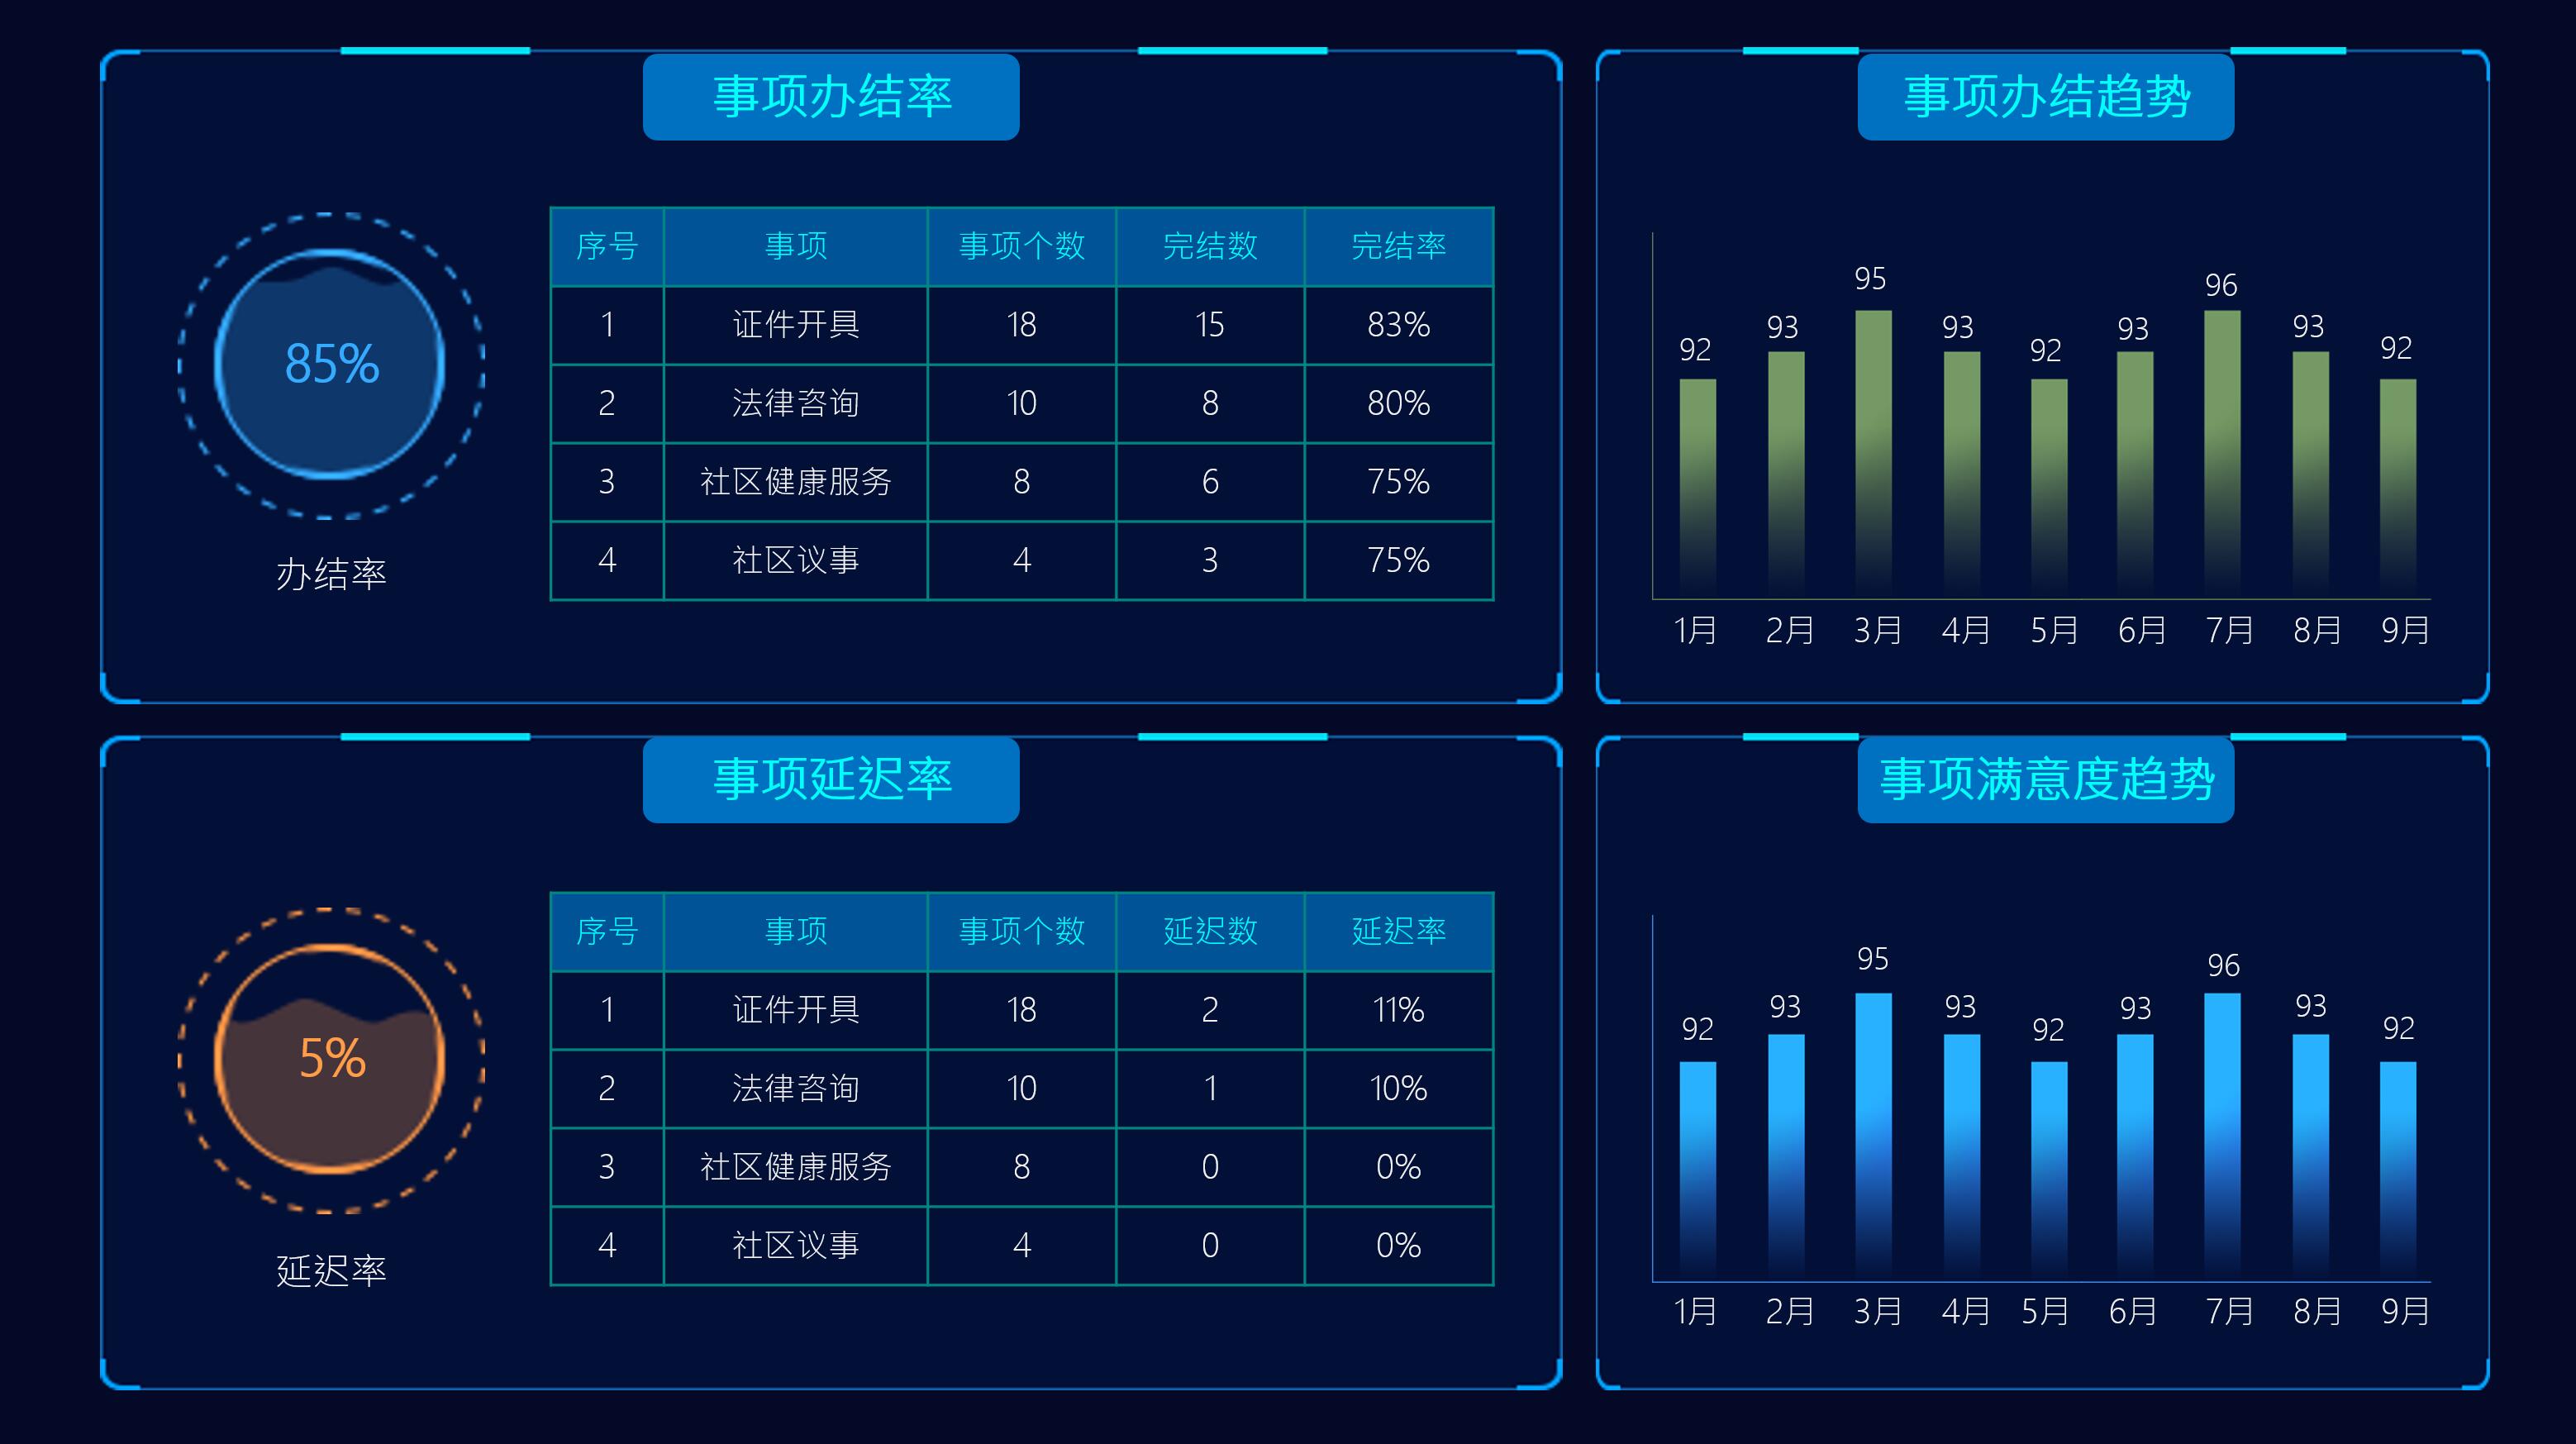 事项办结率
85%
办结率
序号 事项 事项个数 完结数 完结率
1 证件开具 18 15 83%
2 法律咨询 10 8 80%
3 社区健康服务 8 6 75%
4 社区议事 4 3 75%
事项办结趋势
92 93 95 93 92 93 96 93 92
1月 2月 3月 4月 5月 6月 7月 8月 9月
事项延迟率
5%
延迟率
序号 事项 事项个数 延迟数 延迟率
1 证件开具 18 2 11%
2 法律咨询 10 1 10%
3 社区健康服务 8 0 0%
4 社区议事 4 0 0%
事项满意度趋势
92 93 95 93 92 93 96 93 92
1月 2月 3月 4月 5月 6月 7月 8月 9月